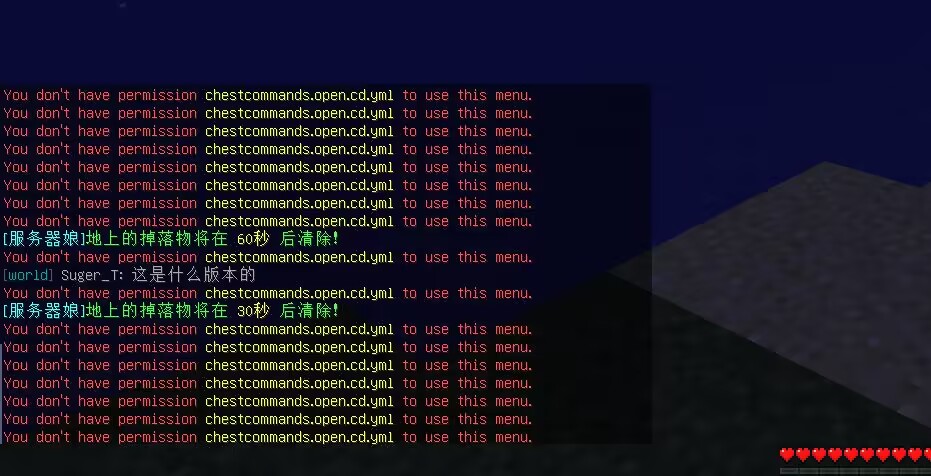 You don't have permission chestcommands.open.cd.yml to use this menu.
You don't have permission chestcommands.open.cd.yml to use this menu.
You don't have permission chestcommands.open.cd.yml to use this menu.
You don't have permission chestcommands.open.cd.yml to use this menu.
You don't have permission chestcommands.open.cd.yml to use this menu.
You don't have permission chestcommands.open.cd.yml to use this menu.
You don't have permission chestcommands.open.cd.yml to use this menu.
You don't have permission chestcommands.open.cd.yml to use this menu.
[服务器娘]地上的掉落物将在 60秒 后清除!
You don't have permission chestcommands.open.cd.yml to use this menu.
[world] Suger_T: 这是什么版本的
You don't have permission chestcommands.open.cd.yml to use this menu.
[服务器娘]地上的掉落物将在 30秒 后清除!
You don't have permission chestcommands.open.cd.yml to use this menu.
You don't have permission chestcommands.open.cd.yml to use this menu.
You don't have permission chestcommands.open.cd.yml to use this menu.
You don't have permission chestcommands.open.cd.yml to use this menu.
You don't have permission chestcommands.open.cd.yml to use this menu.
You don't have permission chestcommands.open.cd.yml to use this menu.
You don't have permission chestcommands.open.cd.yml to use this menu.